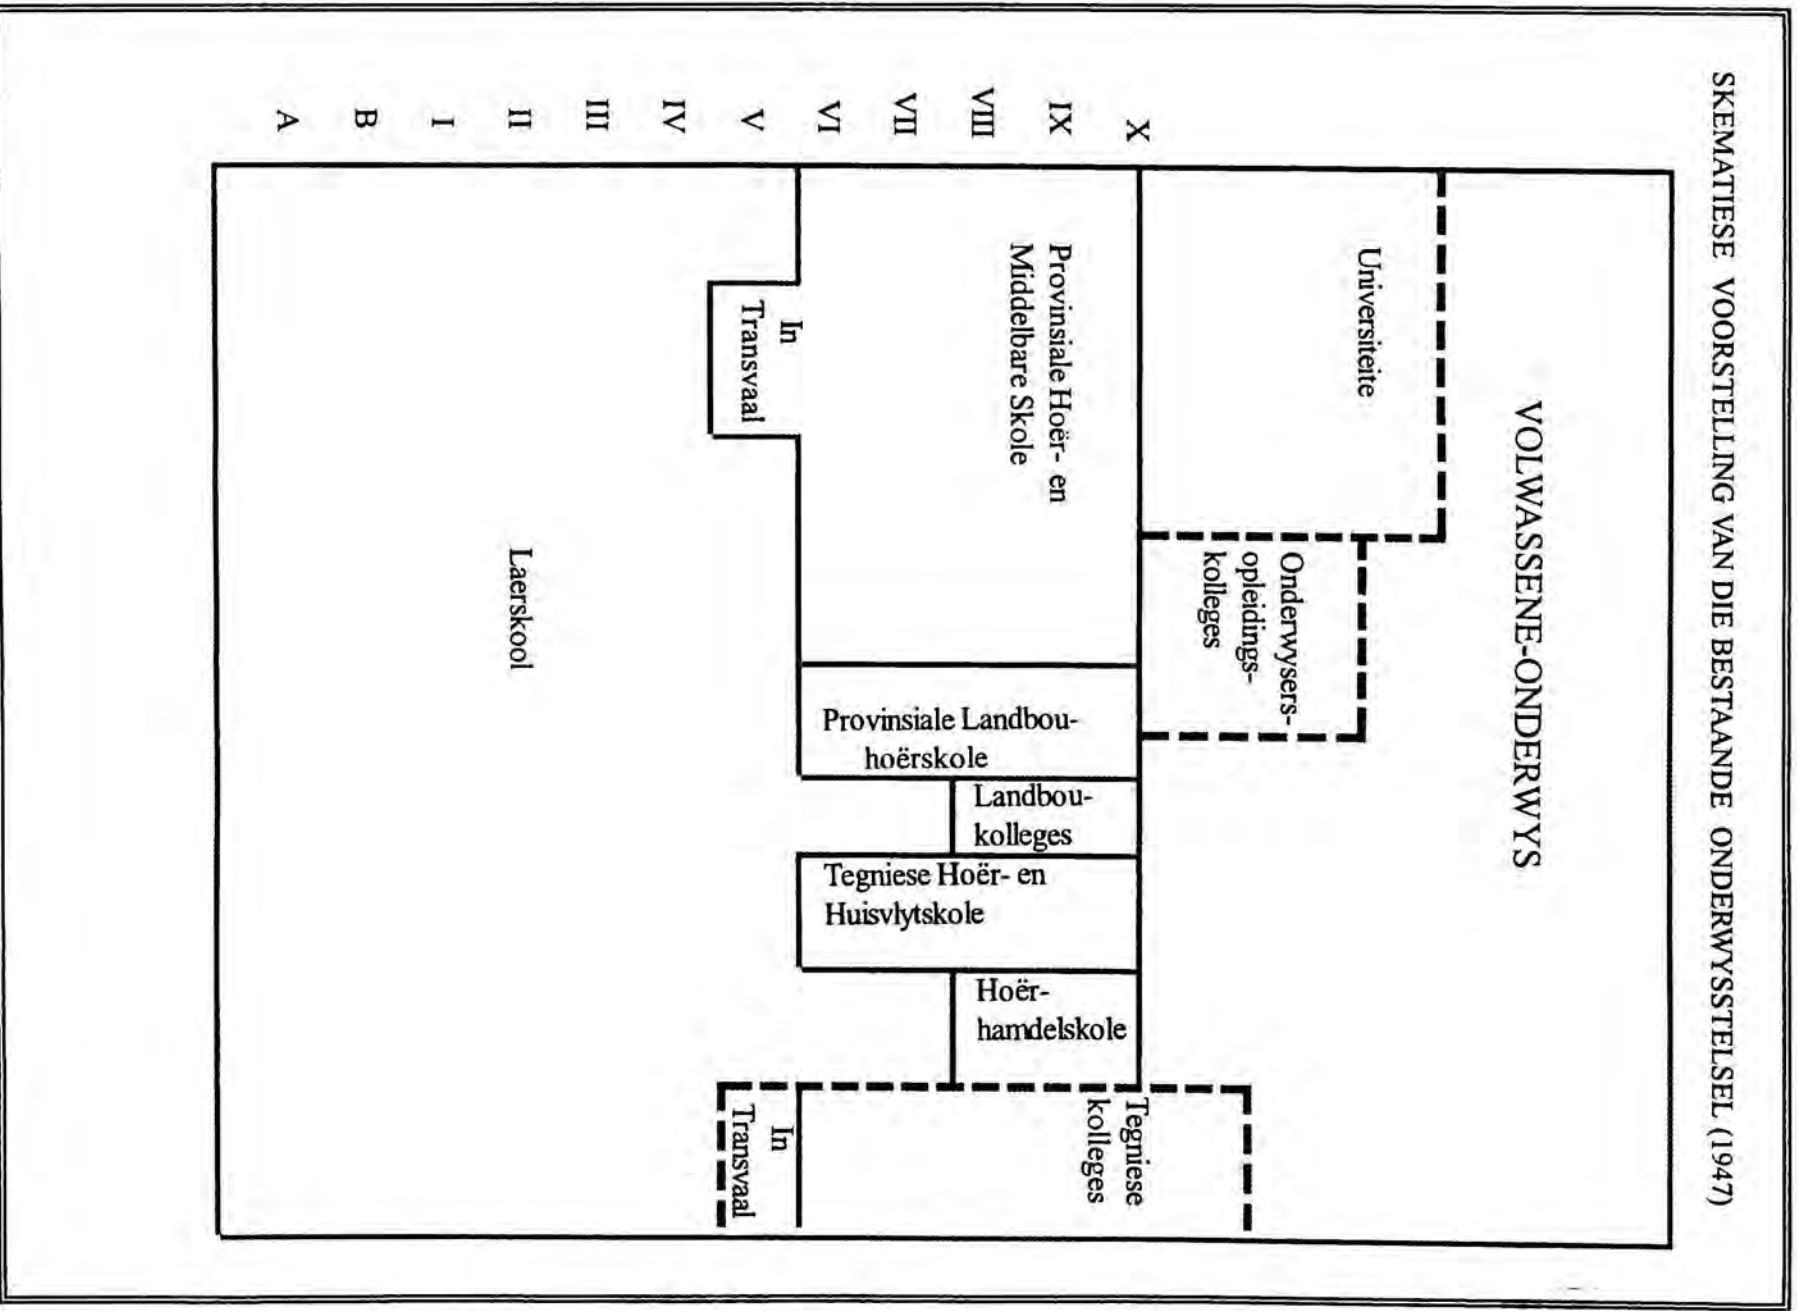 SKEMATIESE VOORSTELLING VAN DIE BESTAANDE ONDERWYSSTELSEL (1947)
VOLWASSENE-ONDERWYS
Universiteite
Onderwysers-
opleidings-
kolleges
X
IX
VIII
VII
VI
V
IV
III
II
I
B
A
Provinsiale Hoër- en
Middelbare Skole
In
Transvaal
Provinsiale Landbou-
hoërskole
Landbou-
kolleges
Tegniese Hoër- en
Huisvlytskole
Hoër-
hamdelskole
Tegniese
kolleges
In
Transvaal
Laerskool